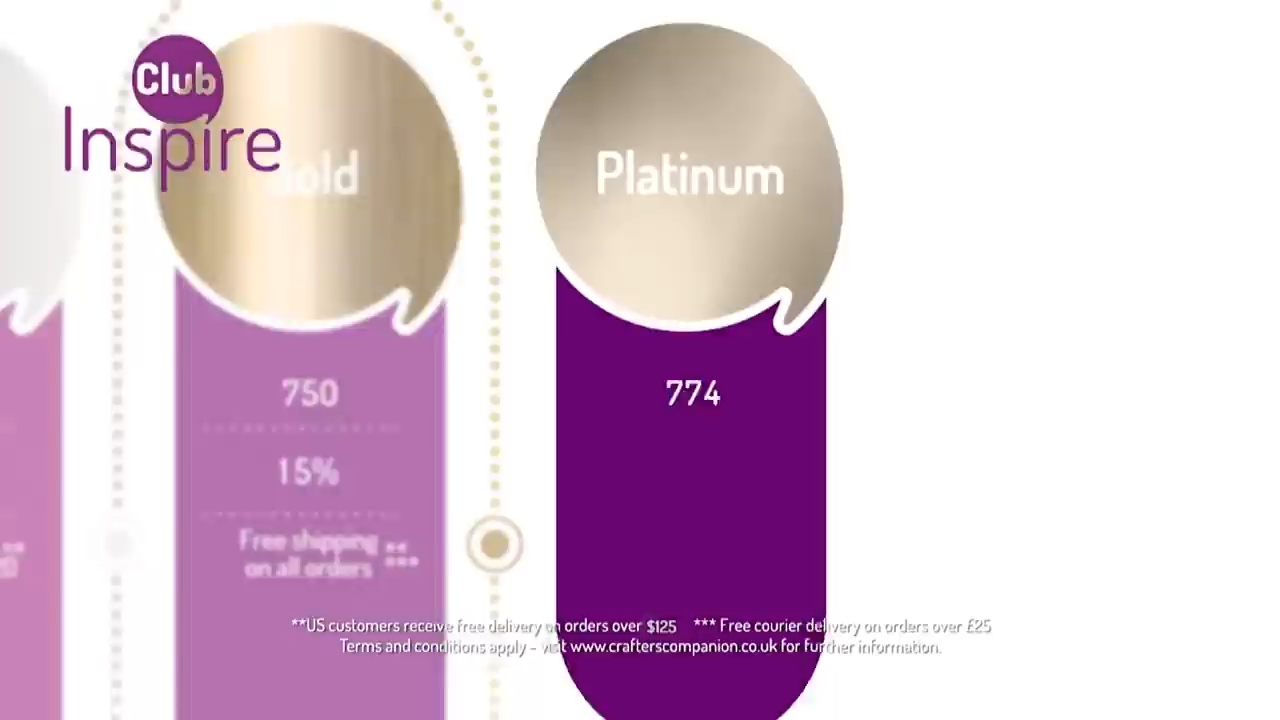 Club
Inspire
Gold
Platinum
750
774
15%
Free shipping **
on all orders ***
**US customers receive free delivery on orders over $125 *** Free courier delivery on orders over £25
Terms and conditions apply - visit www.crafterscompanion.co.uk for further information.